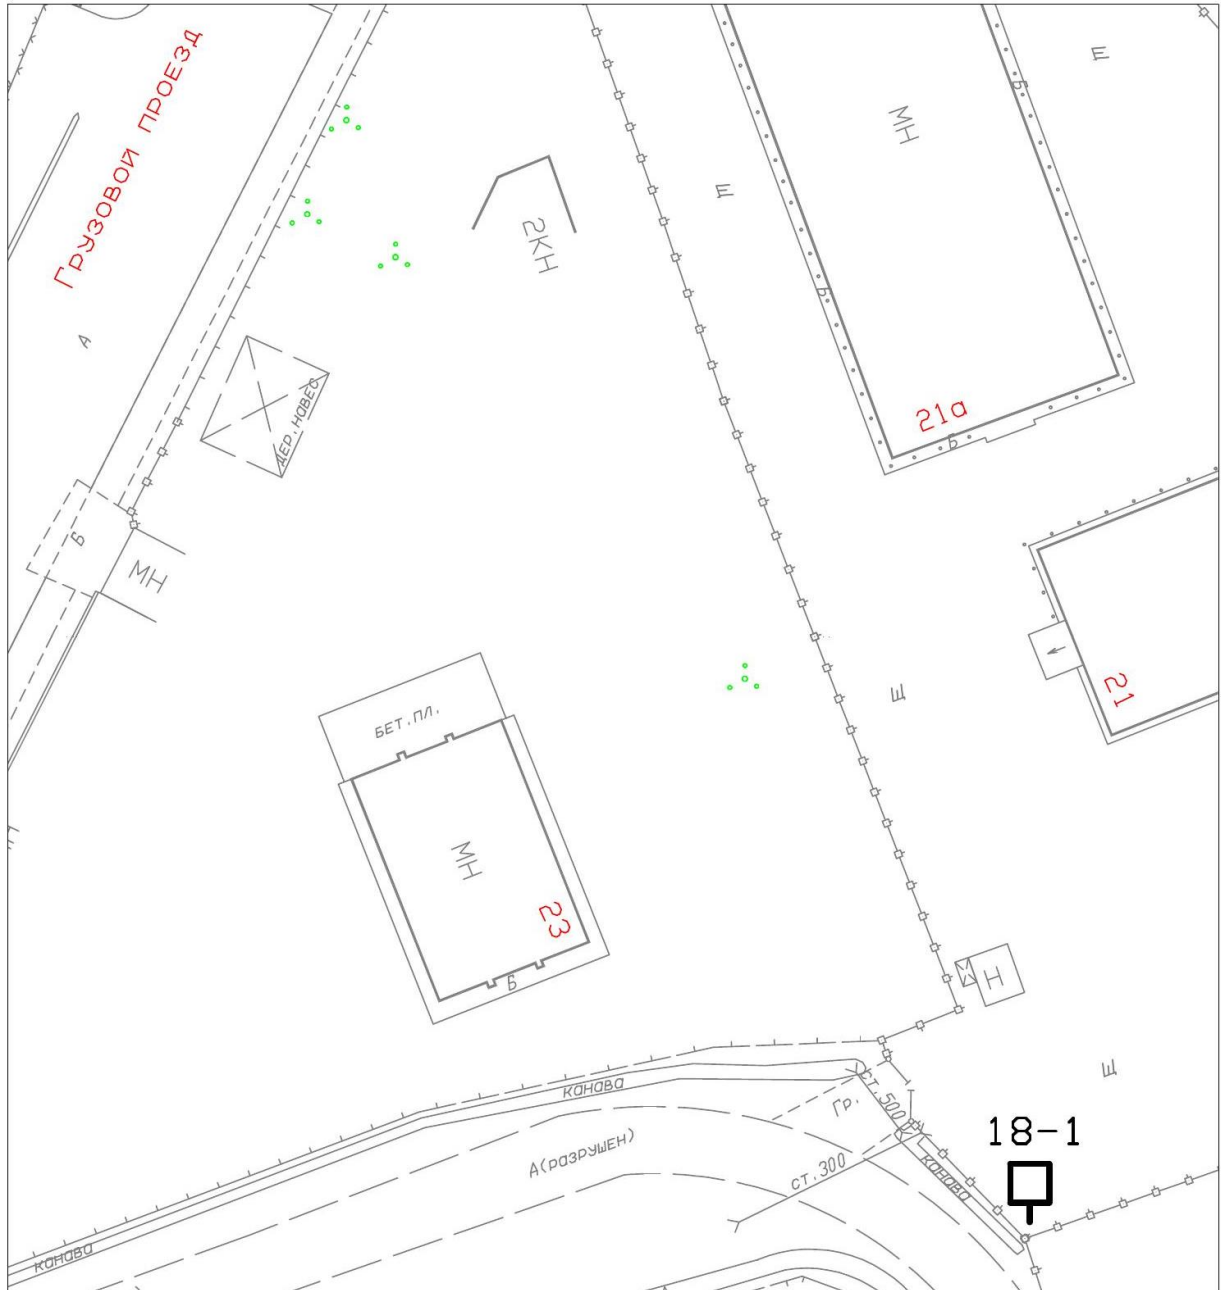 Грузовой проезд
Щ
Б
МН
Щ
2КН
А
ДЕР.НАВЕС
21а
Б
Б
Б
МН
21
Щ
БЕТ.ПЛ.
МН
23
Б
Н
Щ
канава
ст.500
Гр.
18-1
А(разрушен)
ст.300
канава
канава